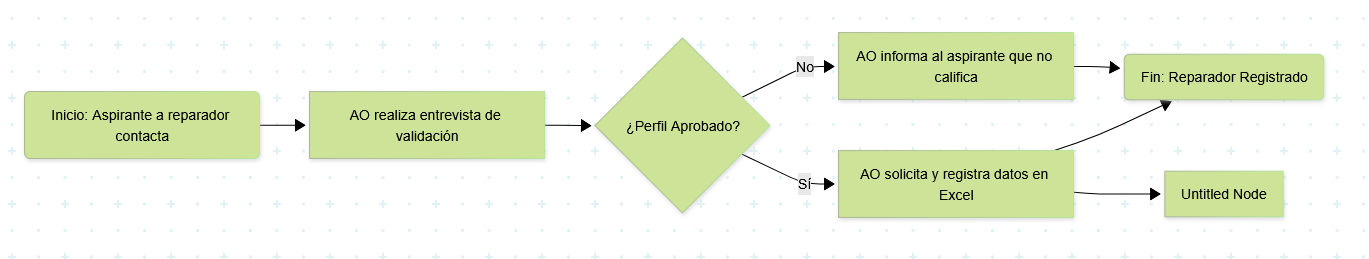 Inicio: Aspirante a reparador
contacta
AO realiza entrevista de
validación
¿Perfil Aprobado?
No
AO informa al aspirante que no
califica
Fin: Reparador Registrado
Sí
AO solicita y registra datos en
Excel
Untitled Node